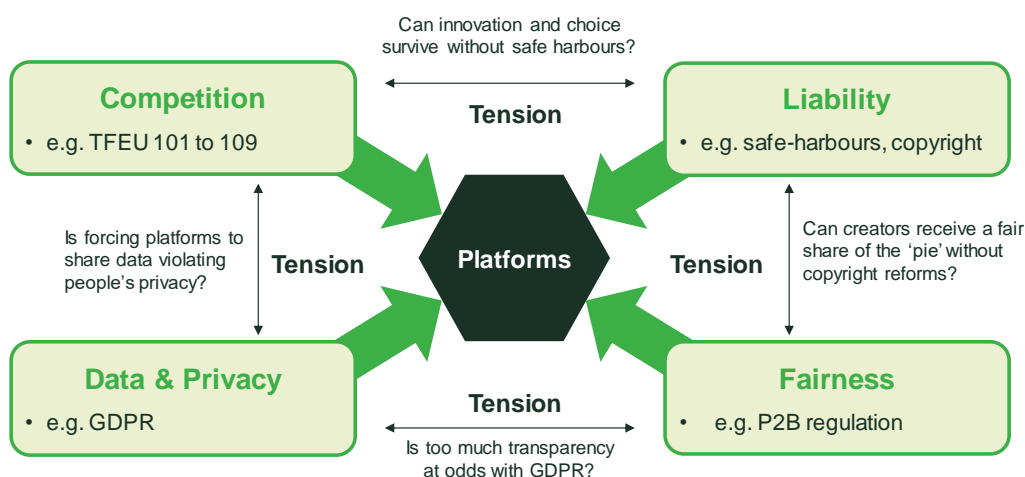 Can innovation and choice
survive without safe harbours?
Competition
• e.g. TFEU 101 to 109
Tension
Liability
• e.g. safe-harbours, copyright
Is forcing platforms to
share data violating
people's privacy?
Tension
Platforms
Tension
Can creators receive a fair
share of the 'pie' without
copyright reforms?
Data & Privacy
• e.g. GDPR
Tension
Is too much transparency
at odds with GDPR?
Fairness
• e.g. P2B regulation